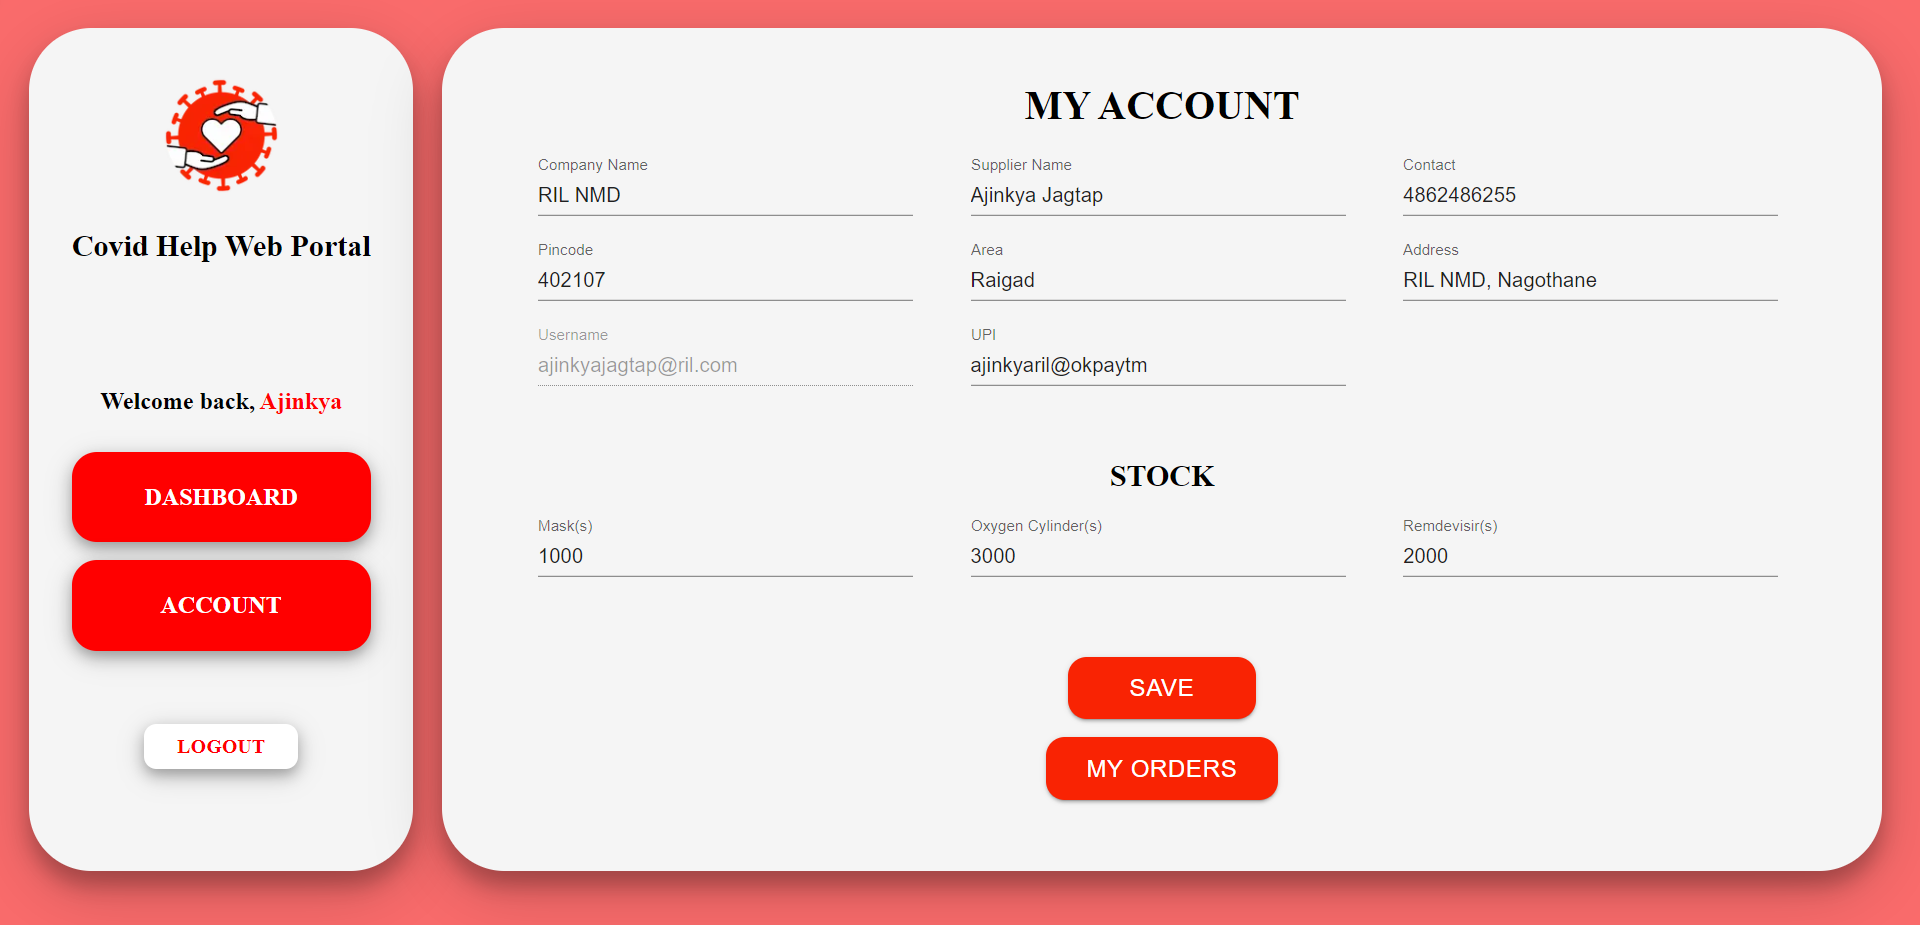 Covid Help Web Portal
Welcome back, Ajinkya
DASHBOARD
ACCOUNT
LOGOUT
MY ACCOUNT
Company Name
RIL NMD
Supplier Name
Ajinkya Jagtap
Contact
4862486255
Pincode
402107
Area
Raigad
Address
RIL NMD, Nagothane
Username
ajinkyajagtap@ril.com
UPI
ajinkyaril@okpaytm
STOCK
Mask(s)
1000
Oxygen Cylinder(s)
3000
Remdevisir(s)
2000
SAVE
MY ORDERS